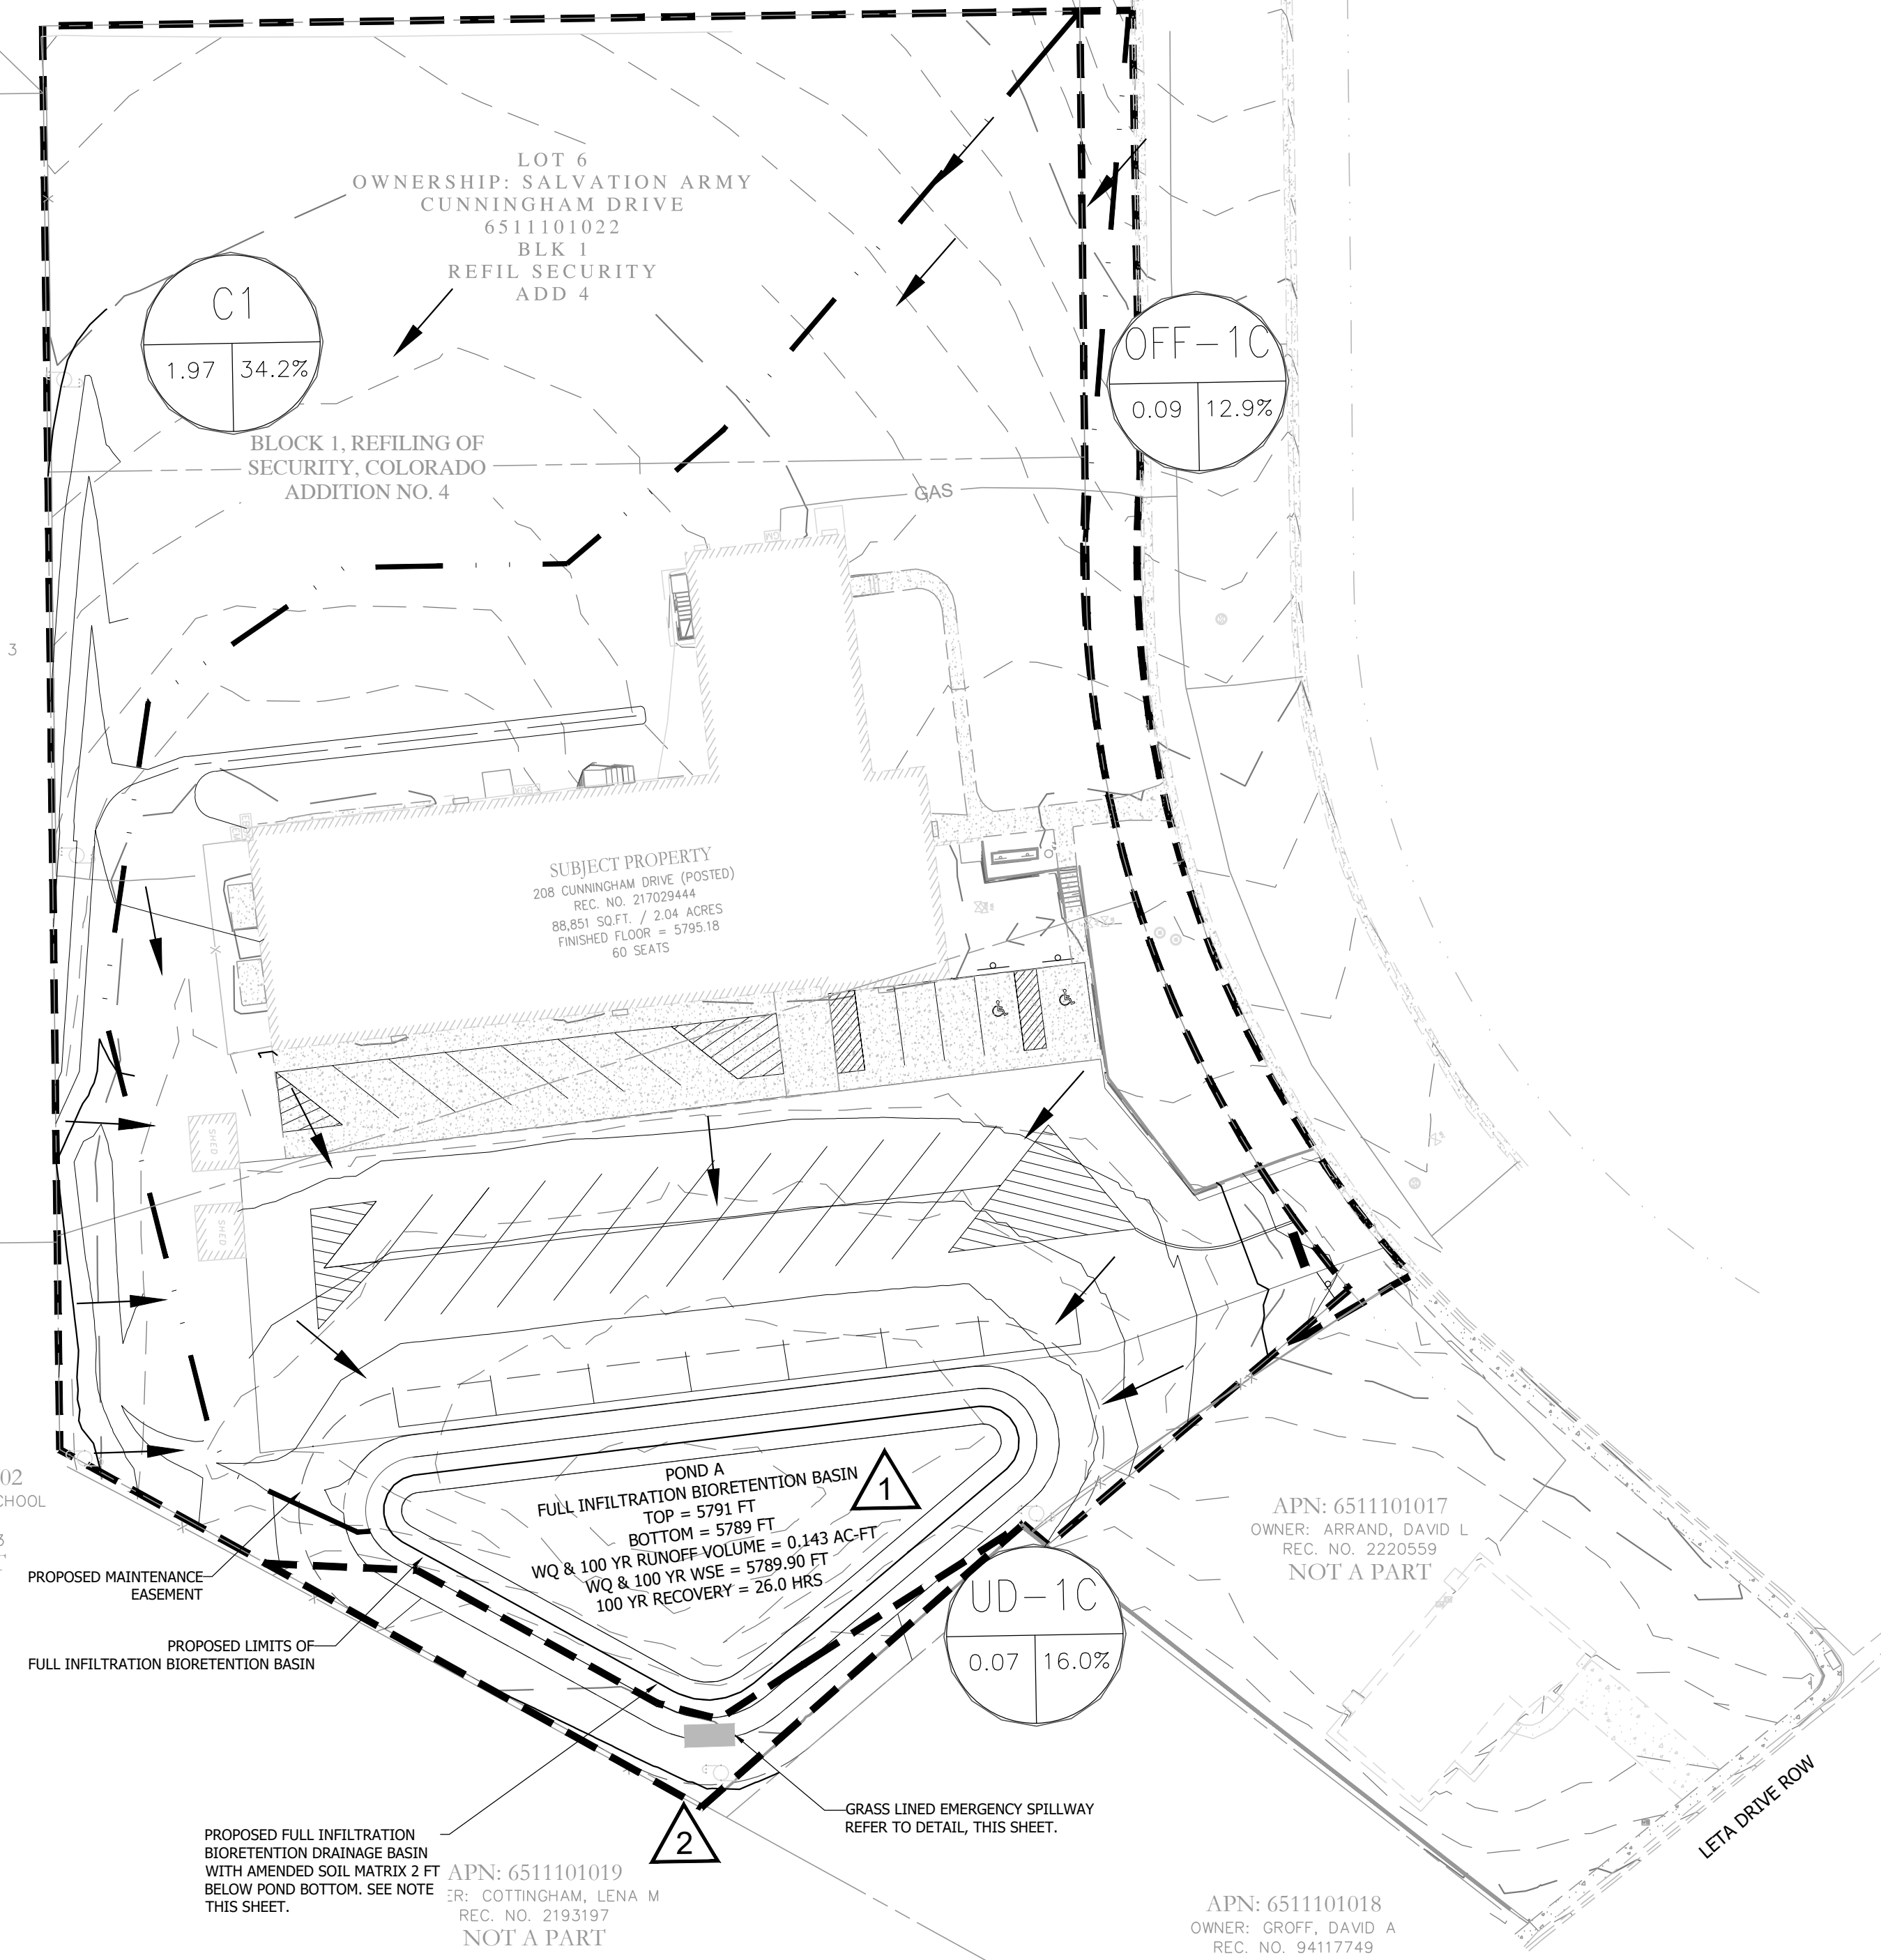 LOT 6
OWNERSHIP: SALVATION ARMY
CUNNINGHAM DRIVE
6511101022
BLK 1
REFIL SECURITY
ADD 4
C1
1.97 34.2%
OFF-1C
0.09 12.9%
BLOCK 1, REFILING OF
SECURITY, COLORADO
ADDITION NO. 4
GAS
GM
3
SUBJECT PROPERTY
208 CUNNINGHAM DRIVE (POSTED)
REC. NO. 217029444
88,851 SQ.FT. / 2.04 ACRES
FINISHED FLOOR = 5795.18
60 SEATS
SHED
SHED
POND A
FULL INFILTRATION BIORETENTION BASIN
TOP = 5791 FT
BOTTOM = 5789 FT
WQ & 100 YR RUNOFF VOLUME = 0.143 AC-FT
WQ & 100 YR WSE = 5789.90 FT
100 YR RECOVERY = 26.0 HRS
1
02
CHOOL
3
PROPOSED MAINTENANCE
EASEMENT
PROPOSED LIMITS OF
FULL INFILTRATION BIORETENTION BASIN
APN: 6511101017
OWNER: ARRAND, DAVID L
REC. NO. 2220559
NOT A PART
UD-1C
0.07 16.0%
GRASS LINED EMERGENCY SPILLWAY
REFER TO DETAIL, THIS SHEET.
2
PROPOSED FULL INFILTRATION
BIORETENTION DRAINAGE BASIN
WITH AMENDED SOIL MATRIX 2 FT
BELOW POND BOTTOM. SEE NOTE
THIS SHEET.
APN: 6511101019
ER: COTTINGHAM, LENA M
REC. NO. 2193197
NOT A PART
LETA DRIVE ROW
APN: 6511101018
OWNER: GROFF, DAVID A
REC. NO. 94117749